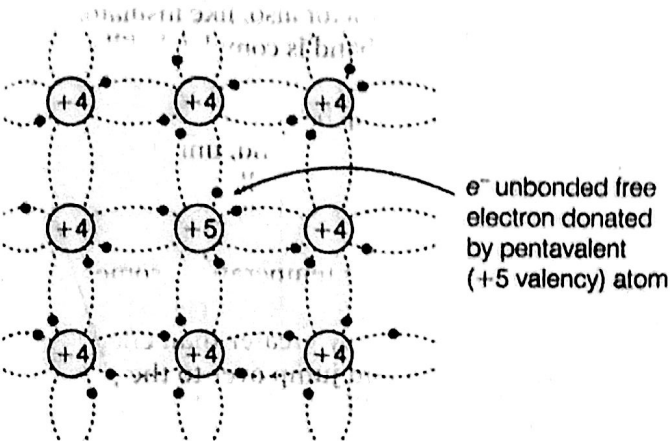 +4 +4 +4
+4 +5 +4
e⁻ unbonded free
electron donated
by pentavalent
(+5 valency) atom
+4 +4 +4